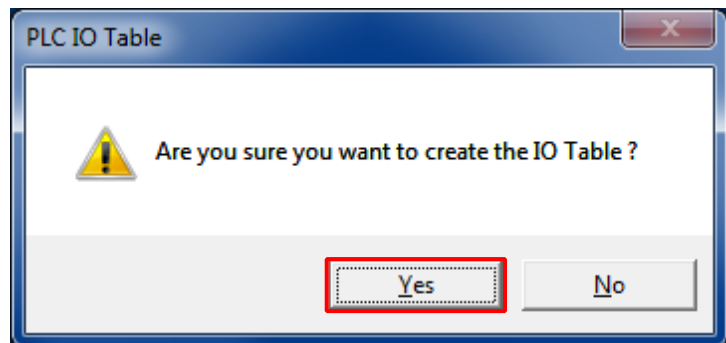 PLC IO Table
Are you sure you want to create the IO Table ?
Yes
No